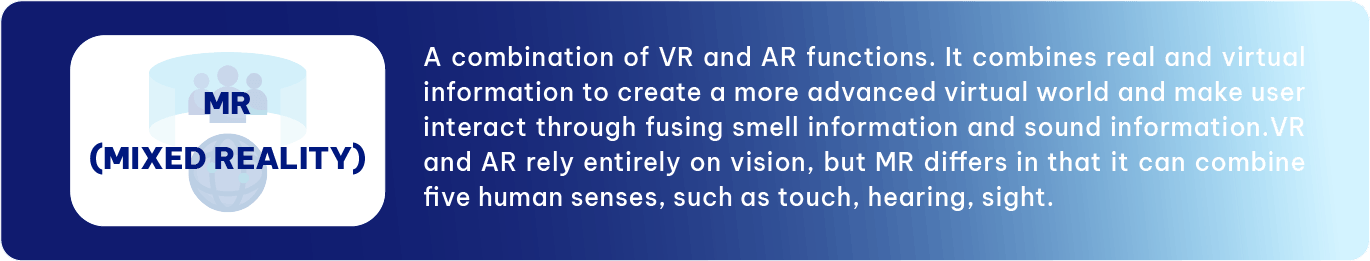 MR
(MIXED REALITY)
A combination of VR and AR functions. It combines real and virtual
information to create a more advanced virtual world and make user
interact through fusing smell information and sound information.VR
and AR rely entirely on vision, but MR differs in that it can combine
five human senses, such as touch, hearing, sight.